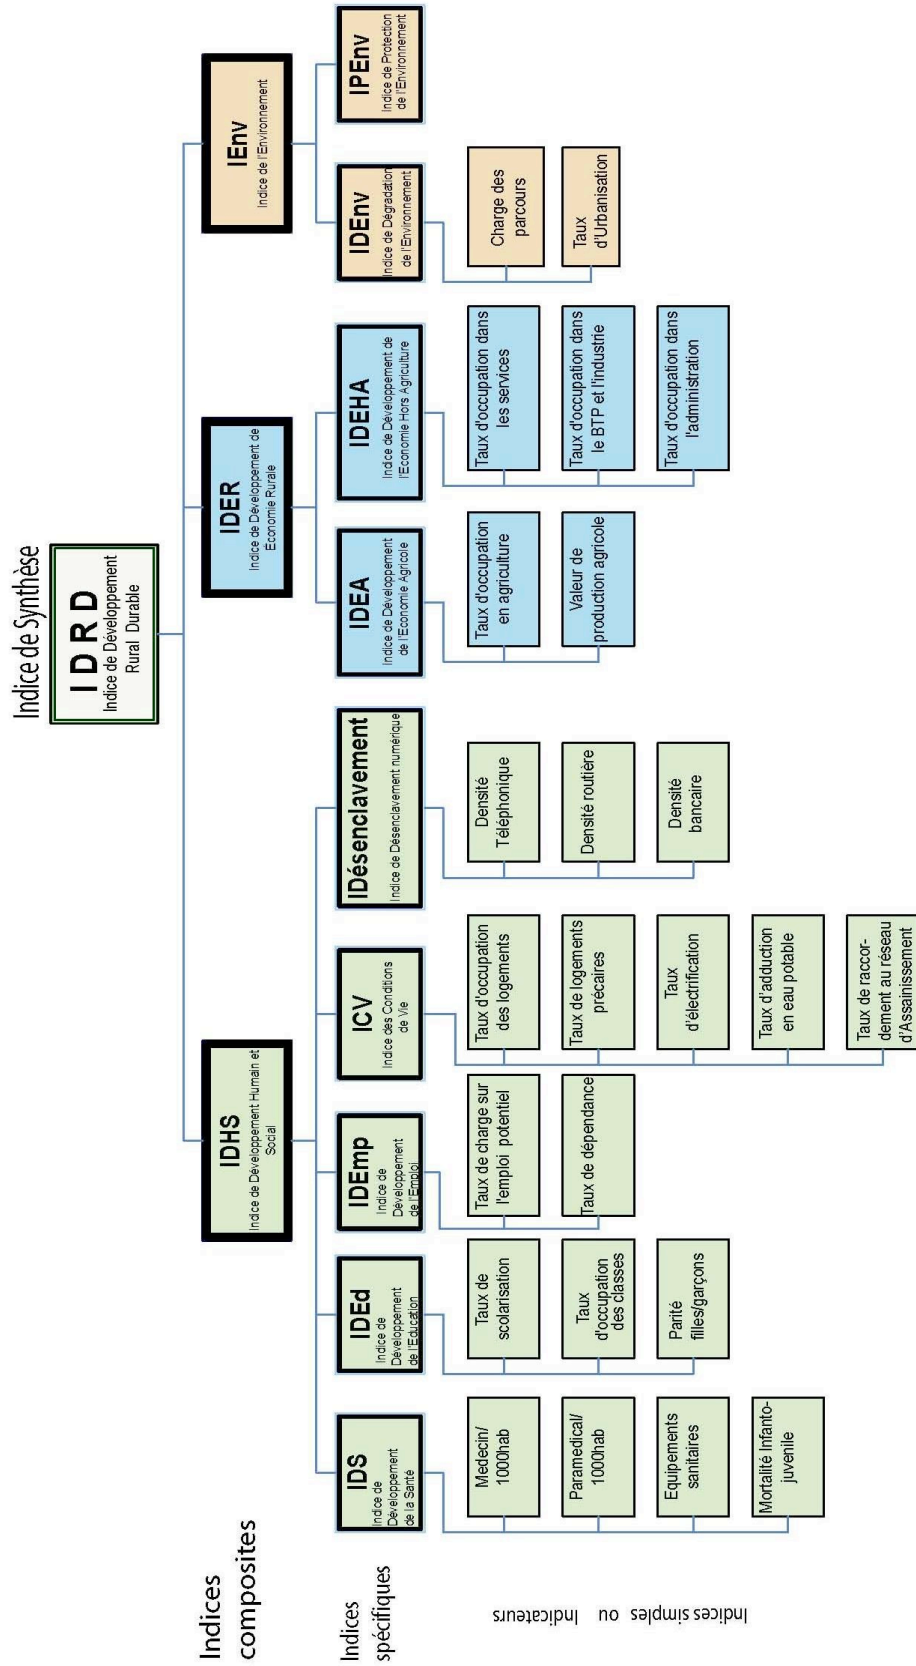 Indice de Synthèse
I D R D
Indice de Développement
Rural Durable
Indices
composites
IDHS
Indice de Développement Humain et
Social
IDER
Indice de Développement de
Économie Rurale
IEnv
Indice de l'Environnement
Indices
spécifiques
IDS
Indice de
Développement
de la Santé
IDEd
Indice de
Développement
de l'Education
IDEmp
Indice de
Développement
de l'Emploi
ICV
Indice des Conditions
de Vie
IDésenclavement
Indice de Désenclavement numérique
IDEA
Indice de Développement
de l'Economie Agricole
IDEHA
Indice de Développement de
l'Economie Hors Agriculture
IDEnv
Indice de Dégradation
de l'Environnement
IPEnv
Indice de Protection
de l'Environnement
Indices simples ou Indicateurs
Medecin/
1000hab
Paramedical/
1000hab
Equipements
sanitaires
Mortalité Infanto-
juvenile
Taux de
scolarisation
Taux
d'occupation
des classes
Parité
filles/garçons
Taux de charge sur
l'emploi potentiel
Taux de dépendance
Taux d'occupation
des logements
Taux de logements
précaires
Taux
d'électrification
Taux d'adduction
en eau potable
Taux de raccor-
dement au réseau
d'Assainissement
Densité
Téléphonique
Densité routière
Densité
bancaire
Taux d'occupation
en agriculture
Valeur de
production agricole
Taux d'occupation dans
les services
Taux d'occupation dans
le BTP et l'industrie
Taux d'occupation dans
l'administration
Charge des
parcours
Taux
d'Urbanisation